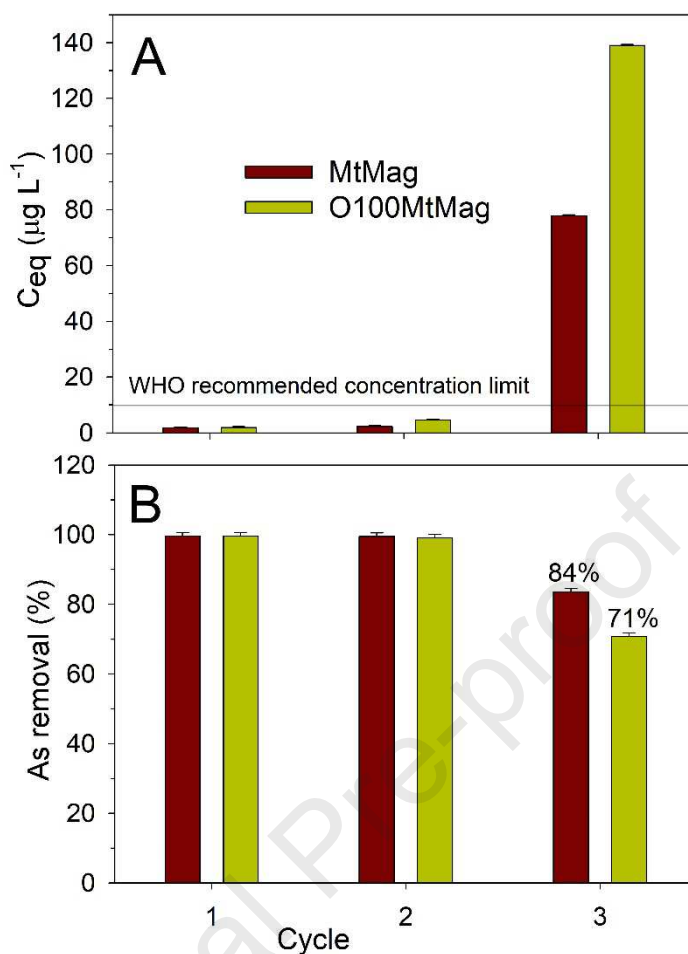 A
140
120
100
80
60
40
20
0
Ceq (µg L-1)
MtMag
O100MtMag
WHO recommended concentration limit
B
120
100
80
60
40
20
0
As removal (%)
84%
71%
1 2 3
Cycle
al Pre-proof